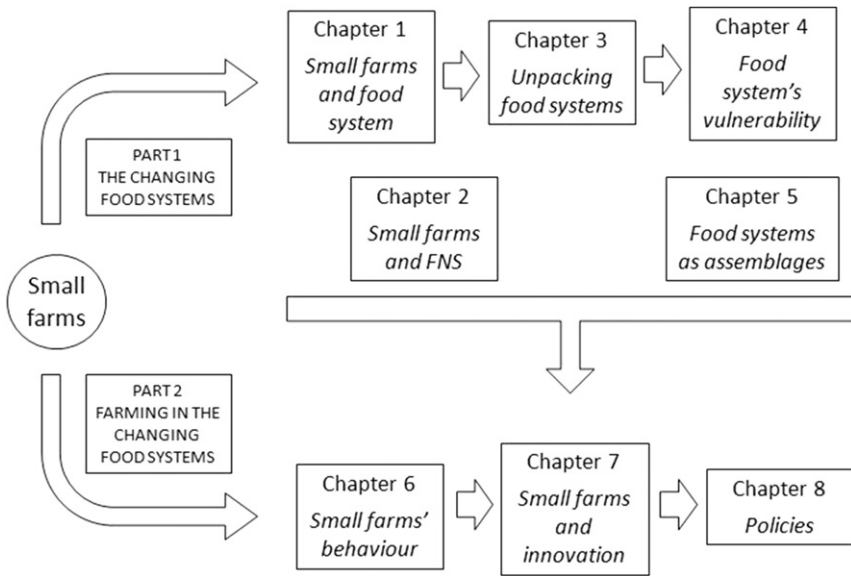 Chapter 1
Small farms
and food
system
Chapter 3
Unpacking
food systems
Chapter 4
Food
system's
vulnerability
PART 1
THE CHANGING
FOOD SYSTEMS
Chapter 2
Small farms
and FNS
Chapter 5
Food systems
as assemblages
Small
farms
PART 2
FARMING IN THE
CHANGING
FOOD SYSTEMS
Chapter 6
Small farms'
behaviour
Chapter 7
Small farms
and
innovation
Chapter 8
Policies